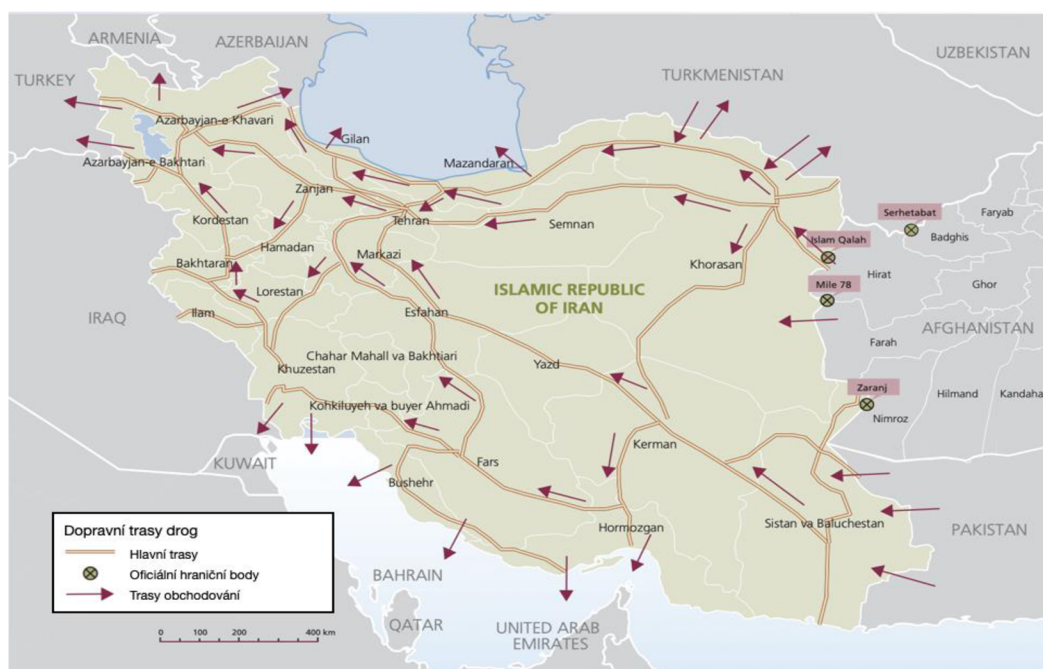 ARMENIA
AZERBAIJAN
UZBEKISTAN
TURKEY
TURKMENISTAN
Azarbayjan-e Khavari
Gilan
Azarbayjan-e Bakhtari
Mazandaran
Zanjan
Kordestan
Tehran
Semnan
Serhetabat
Faryab
Badghis
Hamadan
Markazi
Islam Qalah
Bakhtaran
Khorasan
Hirat
Lorestan
ISLAMIC REPUBLIC
OF IRAN
Mile 78
Ghor
Ilam
Esfahan
IRAQ
AFGHANISTAN
Farah
Chahar Mahall va Bakhtiari
Khuzestan
Yazd
Zaranj
Hilmand
Kandaha
Kohkiluyeh va buyer Ahmadi
Nimroz
Kerman
KUWAIT
Fars
Bushehr
Hormozgan
Sistan va Baluchestan
PAKISTAN
Dopravní trasy drog
Hlavní trasy
Oficiální hraniční body
Trasy obchodování
BAHRAIN
QATAR
UNITED ARAB
EMIRATES
0 100 200 300 400 km